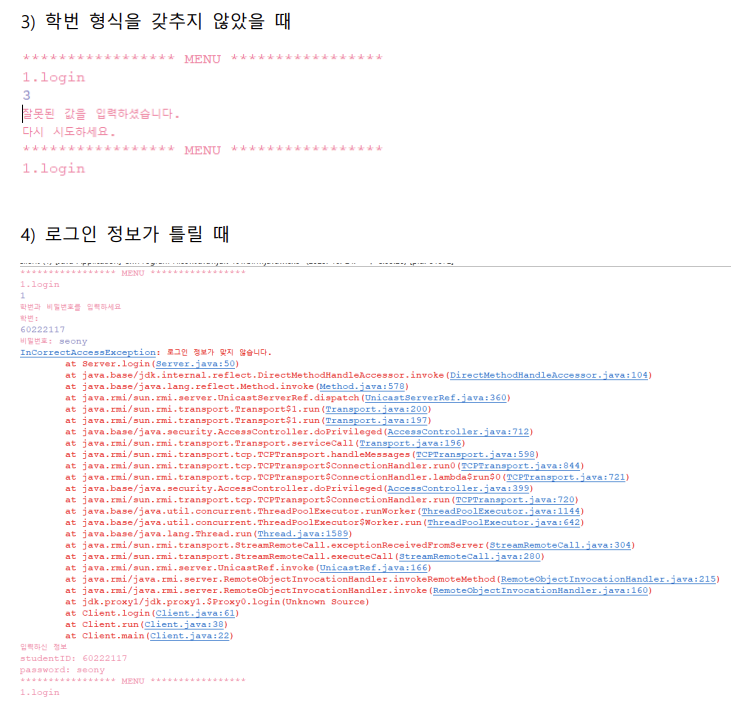 3) 학번 형식을 갖추지 않았을 때
***************** MENU *****************
1.login
3
잘못된 값을 입력하셨습니다.
다시 시도하세요.
***************** MENU *****************
1.login
4) 로그인 정보가 틀릴 때
***************** MENU *****************
1.login
1
학번과 비밀번호를 입력하세요
학번:
60222117
비밀번호: seony
InCorrectAccessException: 로그인 정보가 맞지 않습니다.
at Server.login(Server.java:50)
at java.base/jdk.internal.reflect.DirectMethodHandleAccessor.invoke(DirectMethodHandleAccessor.java:104)
at java.base/java.lang.reflect.Method.invoke(Method.java:578)
at java.rmi/sun.rmi.server.UnicastServerRef.dispatch(UnicastServerRef.java:360)
at java.rmi/sun.rmi.transport.Transport$1.run(Transport.java:200)
at java.rmi/sun.rmi.transport.Transport$1.run(Transport.java:197)
at java.base/java.security.AccessController.doPrivileged(AccessController.java:712)
at java.rmi/sun.rmi.transport.Transport.serviceCall(Transport.java:196)
at java.rmi/sun.rmi.transport.tcp.TCPTransport.handleMessages(TCPTransport.java:598)
at java.rmi/sun.rmi.transport.tcp.TCPTransport$ConnectionHandler.run0(TCPTransport.java:844)
at java.rmi/sun.rmi.transport.tcp.TCPTransport$ConnectionHandler.lambda$run$0(TCPTransport.java:721)
at java.base/java.security.AccessController.doPrivileged(AccessController.java:399)
at java.rmi/sun.rmi.transport.tcp.TCPTransport$ConnectionHandler.run(TCPTransport.java:720)
at java.base/java.util.concurrent.ThreadPoolExecutor.runWorker(ThreadPoolExecutor.java:1144)
at java.base/java.util.concurrent.ThreadPoolExecutor$Worker.run(ThreadPoolExecutor.java:642)
at java.base/java.lang.Thread.run(Thread.java:1589)
at java.rmi/sun.rmi.transport.StreamRemoteCall.exceptionReceivedFromServer(StreamRemoteCall.java:304)
at java.rmi/sun.rmi.transport.StreamRemoteCall.executeCall(StreamRemoteCall.java:280)
at java.rmi/sun.rmi.server.UnicastRef.invoke(UnicastRef.java:166)
at java.rmi/java.rmi.server.RemoteObjectInvocationHandler.invokeRemoteMethod(RemoteObjectInvocationHandler.java:215)
at java.rmi/java.rmi.server.RemoteObjectInvocationHandler.invoke(RemoteObjectInvocationHandler.java:160)
at jdk.proxy1/jdk.proxy1.$Proxy0.login(Unknown Source)
at Client.login(Client.java:61)
at Client.run(Client.java:38)
at Client.main(Client.java:22)
입력하신 정보
studentID: 60222117
password: seony
***************** MENU *****************
1.login